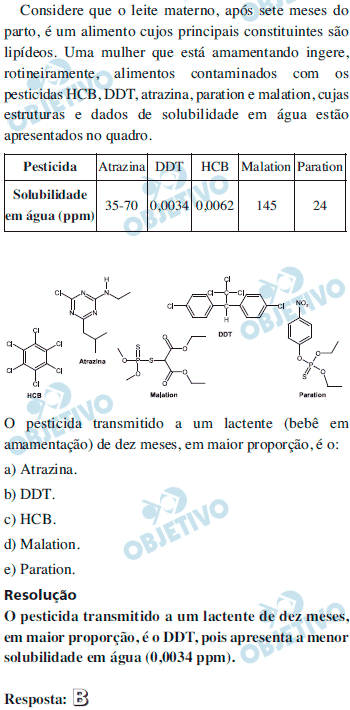 Considere que o leite materno, após sete meses do
parto, é um alimento cujos principais constituintes são
lipídeos. Uma mulher que está amamentando ingere,
rotineiramente, alimentos contaminados com os
pesticidas HCB, DDT, atrazina, paration e malation, cujas
estruturas e dados de solubilidade em água estão
apresentados no quadro.
Pesticida Atrazina DDT HCB Malation Paration
Solubilidade
em água (ppm) 35-70 0,0034 0,0062 145 24
Cl N N N N H
Atrazina
Cl Cl Cl Cl Cl Cl
HCB
O O P S S O O O O
Malation
Cl Cl Cl Cl Cl H
DDT
NO2 O P S O O
Paration
O pesticida transmitido a um lactente (bebê em
amamentação) de dez meses, em maior proporção, é o:
a) Atrazina.
b) DDT.
c) HCB.
d) Malation.
e) Paration.
Resolução
O pesticida transmitido a um lactente de dez meses,
em maior proporção, é o DDT, pois apresenta a menor
solubilidade em água (0,0034 ppm).
Resposta: B
OBJETIVO
OBJETIVO
OBJETIVO
OBJETIVO
OBJETIVO
OBJETIVO
OBJETIVO